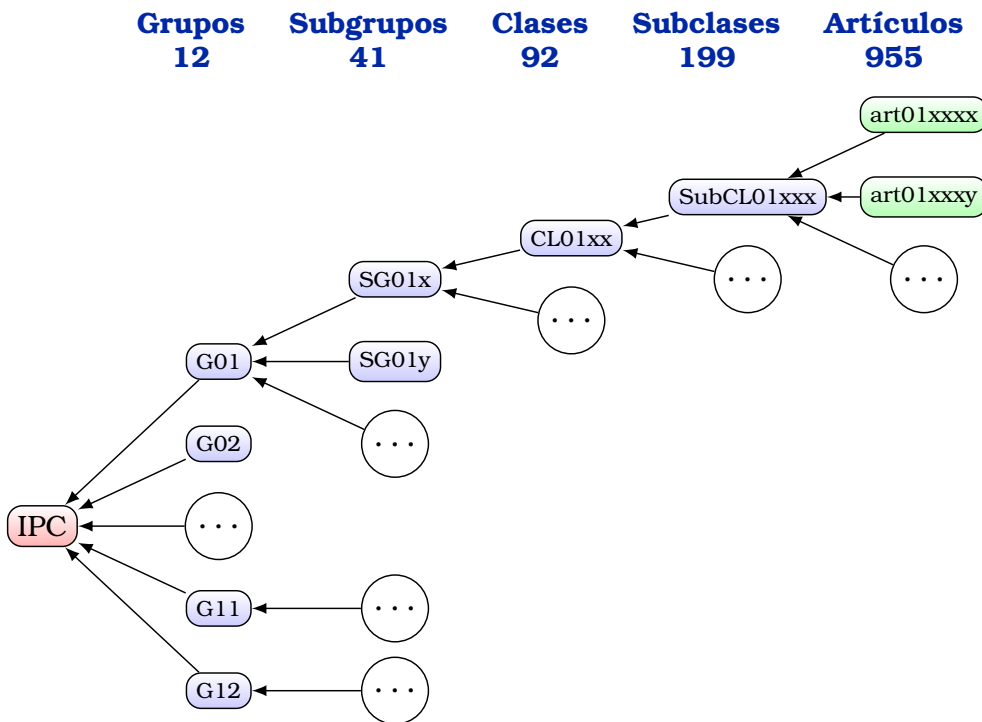 Grupos Subgrupos Clases Subclases Artículos
12 41 92 199 955
art01xxxx
SubCL01xxx art01xxxy
CL01xx
SG01x ... ...
...
G01 SG01y
G02 ...
IPC ...
G11 ...
G12 ...